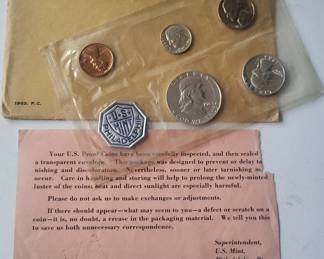 1960. P.C.
U.S.
PHILADELPHIA
Your U.S. Proof Coins have been carefully inspected, and then sealed
a transparent envelope. This package was designed to prevent or delay ta
nishing and discoloration. Nevertheless, sooner or later tarnishing m
occur. Care in handling and storing will help to prolong the newly-minted
luster of the coins; heat and direct sunlight are especially harmful.
Please do not ask us to make exchanges or adjustments.
If there should appear—what may seem to you—a defect or scratch on a
coin—it is, no doubt, a crease in the packaging material. We tell you this
to save us both unnecessary correspondence.
Superintendent,
U.S. Mint,